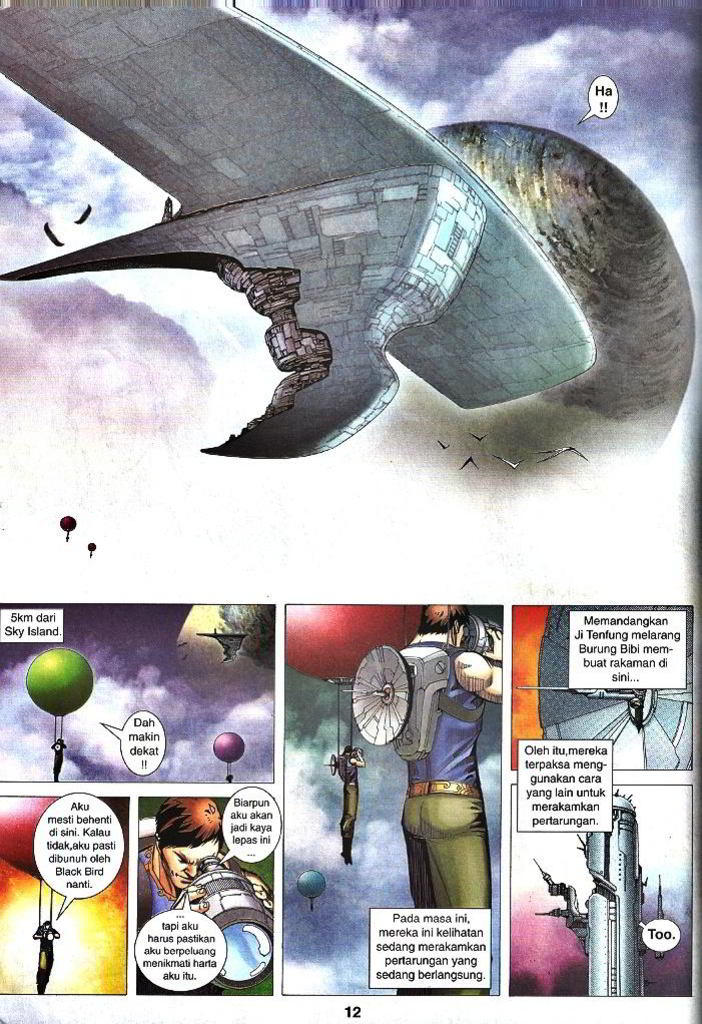 Ha
!!
5km dari
Sky Island.
Dah
makin
dekat
!!
Aku
mesti behenti
di sini. Kalau
tidak,aku pasti
dibunuh oleh
Black Bird
nanti.
Biarpun
aku akan
jadi kaya
lepas ini
...
...
tapi aku
harus pastikan
aku berpeluang
menikmati harta
aku itu.
Pada masa ini,
mereka ini kelihatan
sedang merakamkan
pertarungan yang
sedang berlangsung.
Memandangkan
Ji Tenfung melarang
Burung Bibi mem-
buat rakaman di
sini...
Oleh itu,mereka
terpaksa meng-
gunakan cara
yang lain untuk
merakamkan
pertarungan.
Too.
12